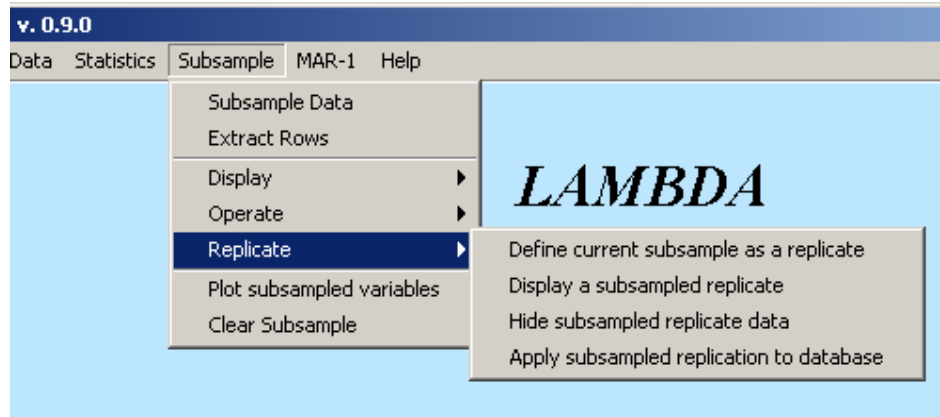 v. 0.9.0
Data Statistics Subsample MAR-1 Help
Subsample Data
Extract Rows
Display
Operate
Replicate
Plot subsampled variables
Clear Subsample
LAMBDA
Define current subsample as a replicate
Display a subsampled replicate
Hide subsampled replicate data
Apply subsampled replication to database